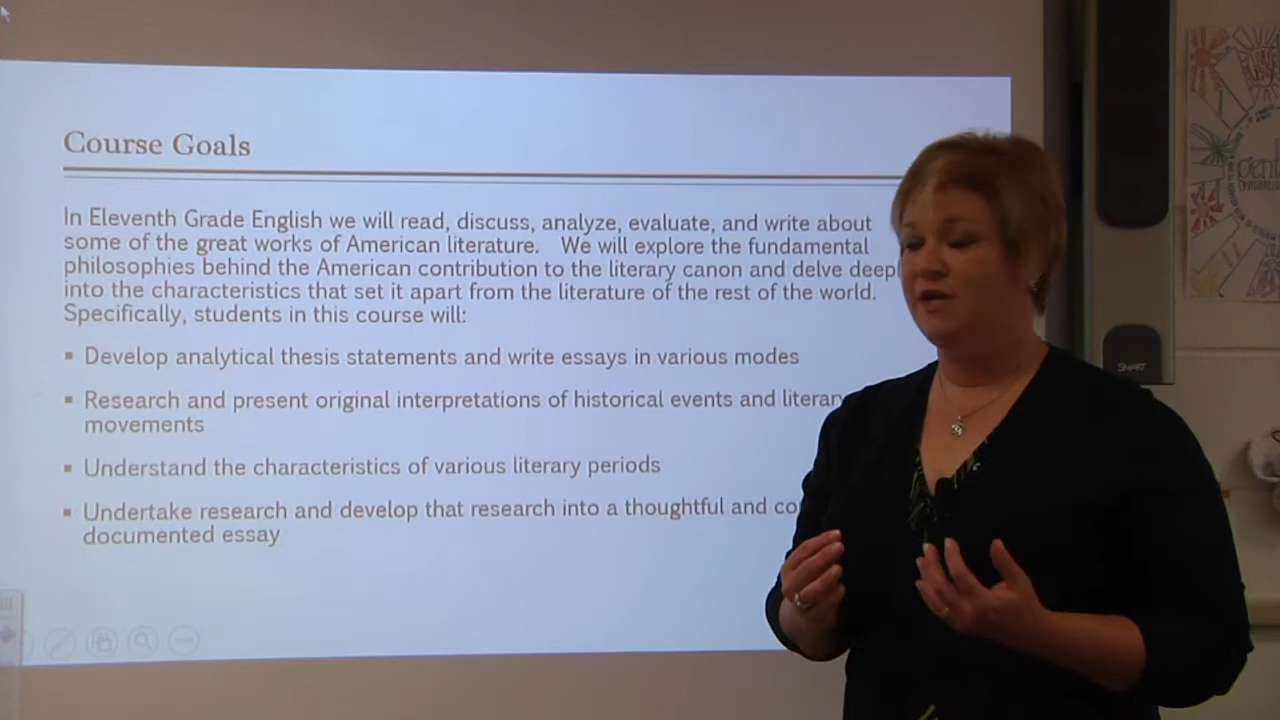 Course Goals
In Eleventh Grade English we will read, discuss, analyze, evaluate, and write about
some of the great works of American literature. We will explore the fundamental
philosophies behind the American contribution to the literary canon and delve deep
into the characteristics that set it apart from the literature of the rest of the world.
Specifically, students in this course will:
▪ Develop analytical thesis statements and write essays in various modes
▪ Research and present original interpretations of historical events and literary
movements
▪ Understand the characteristics of various literary periods
▪ Undertake research and develop that research into a thoughtful and co
documented essay
SMART